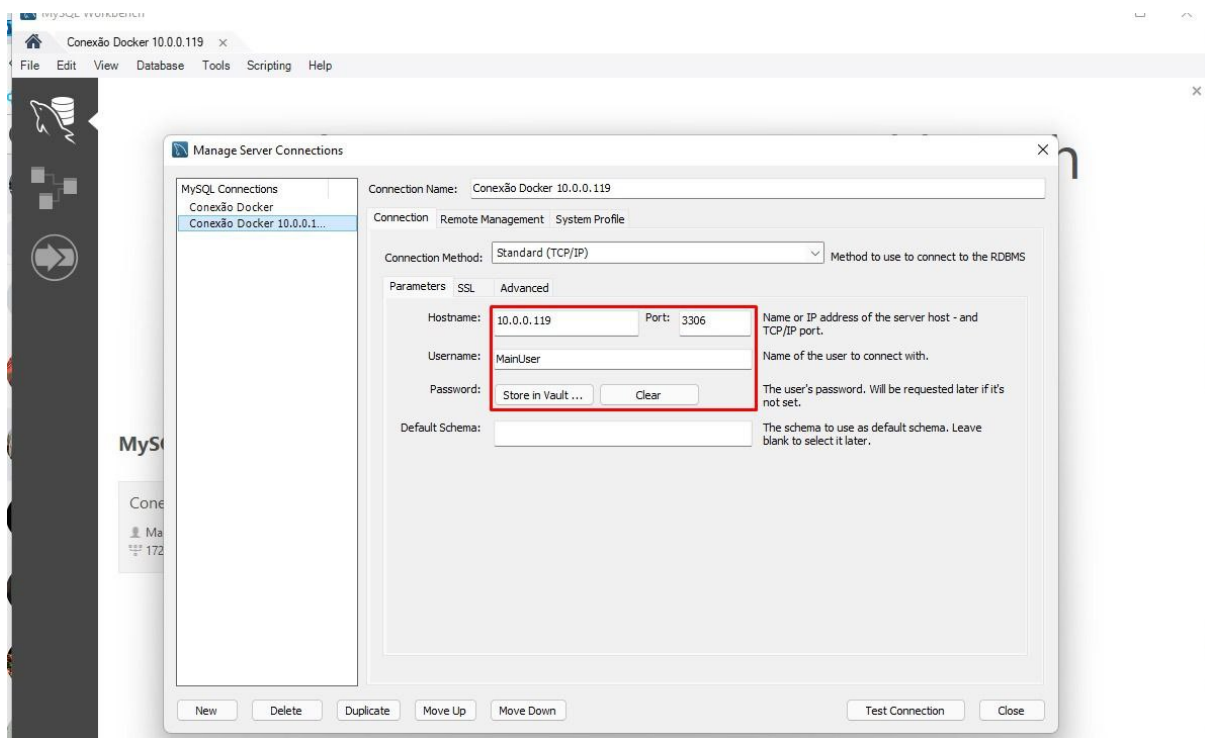 MySQL Workbench
Conexão Docker 10.0.0.119 ×
File Edit View Database Tools Scripting Help
Manage Server Connections
MySQL Connections
Conexão Docker
Conexão Docker 10.0.0.1...
Connection Name: Conexão Docker 10.0.0.119
Connection Remote Management System Profile
Connection Method: Standard (TCP/IP) Method to use to connect to the RDBMS
Parameters SSL Advanced
Hostname: 10.0.0.119 Port: 3306 Name or IP address of the server host - and
TCP/IP port.
Username: MainUser Name of the user to connect with.
Password: Store in Vault ... Clear The user's password. Will be requested later if it's
not set.
Default Schema: The schema to use as default schema. Leave
blank to select it later.
MyS
Cone
Ma
172
New Delete Duplicate Move Up Move Down Test Connection Close